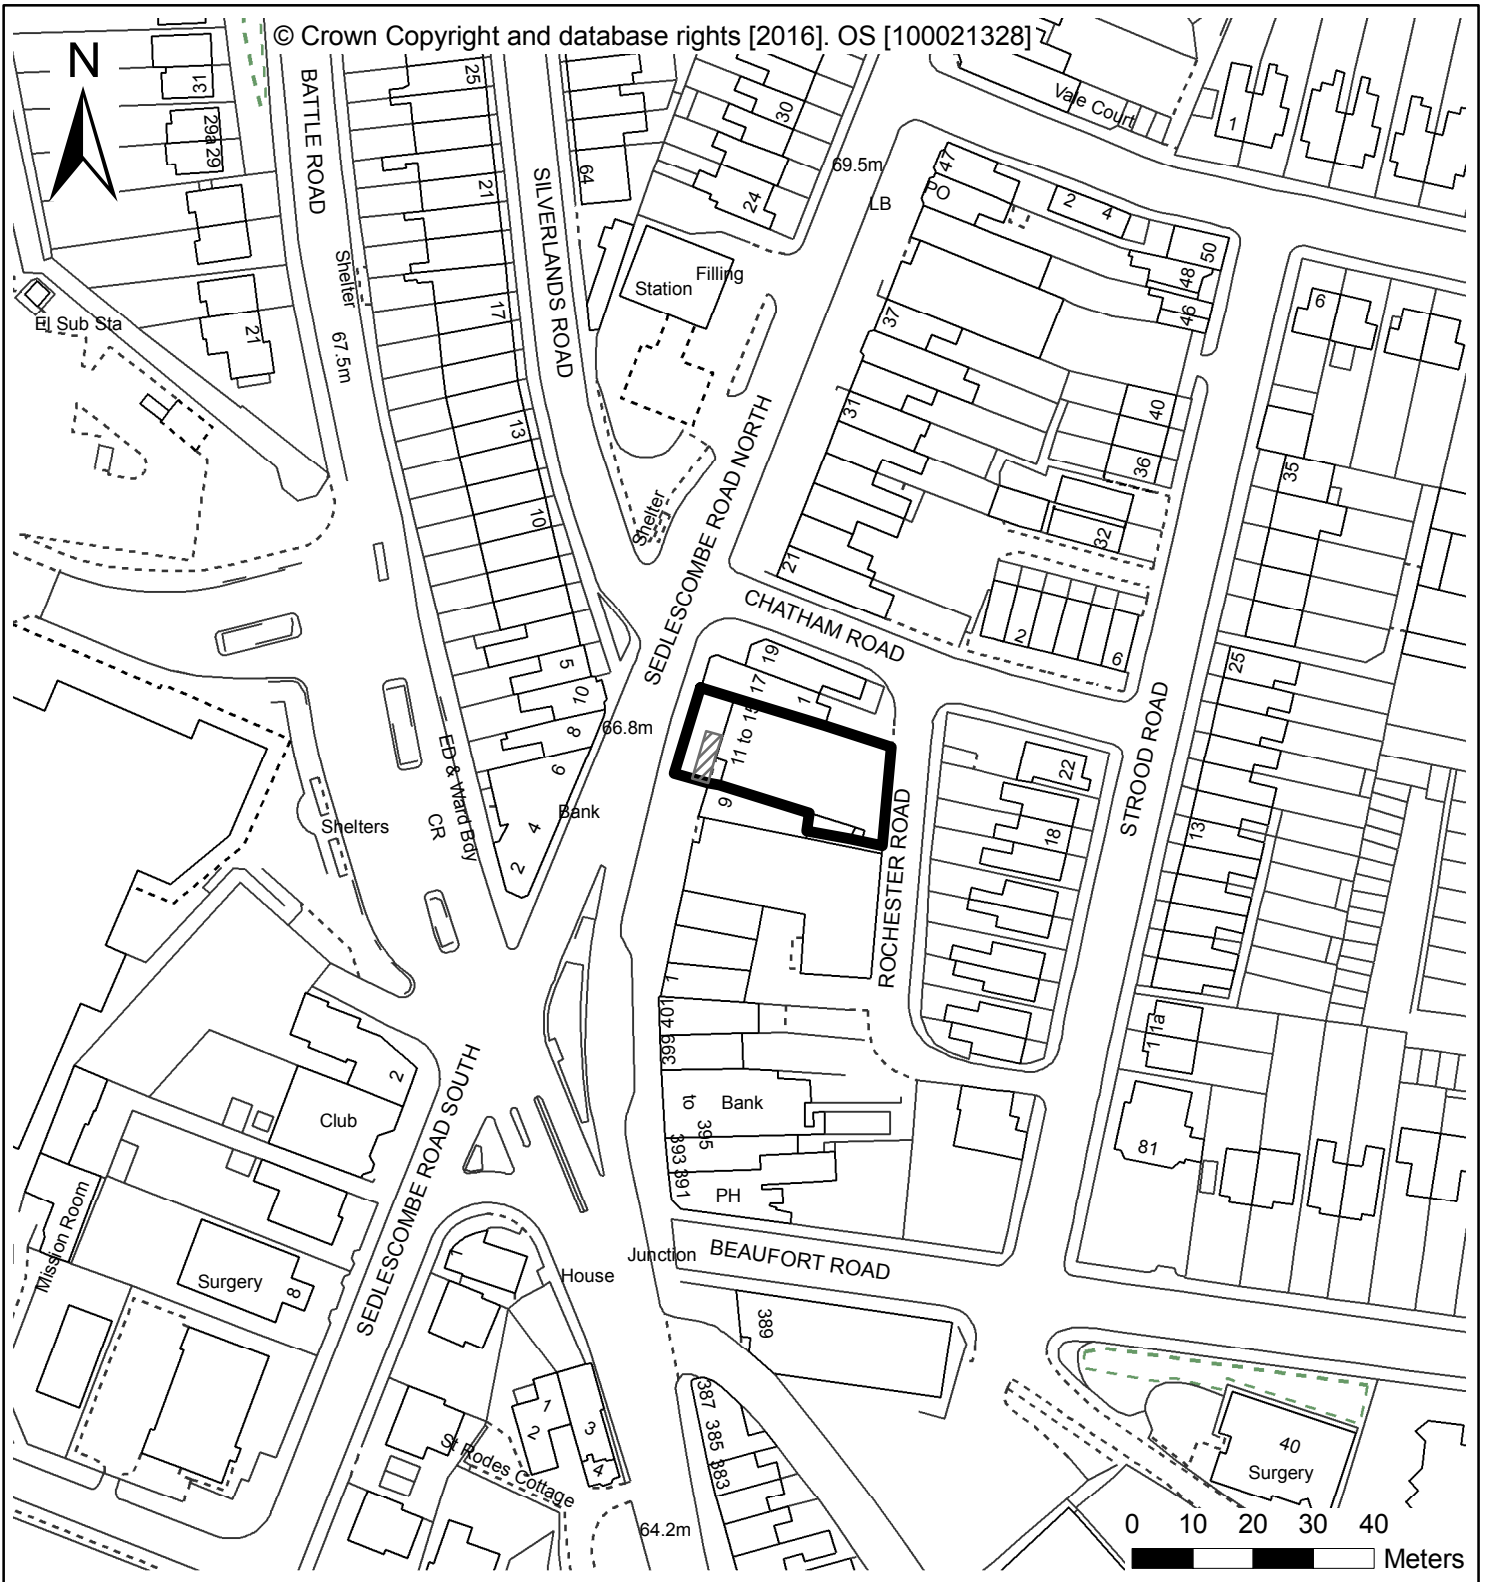 © Crown Copyright and database rights [2016]. OS [100021328]
N
31
BATTLE ROAD
25
30
Vale Court
1
29a 29
69.5m
47
PO
64
21
SILVERLANDS ROAD
24
LB
2 4
50
Shelter
Filling
Station
48
46
El Sub Sta
21
67.5m
17
37
6
13
SEDLESCOMBE ROAD NORTH
31
40
36
35
10
Shelter
32
21
CHATHAM ROAD
2
6
5
19
17
1
25
10
8
66.8m
11 to 15
STROOD ROAD
22
ED & Ward Bdy
CR
6
Bank
9
ROCHESTER ROAD
18
13
Shelters
4
2
1
401
399
11a
1
2
to
Bank
395
Club
SEDLESCOMBE ROAD SOUTH
393
81
391
PH
Mission Room
Junction
BEAUFORT ROAD
House
1
Surgery
8
389
387
1
2
3
385
St Rodes Cottage
4
383
40
Surgery
64.2m
0 10 20 30 40
Meters